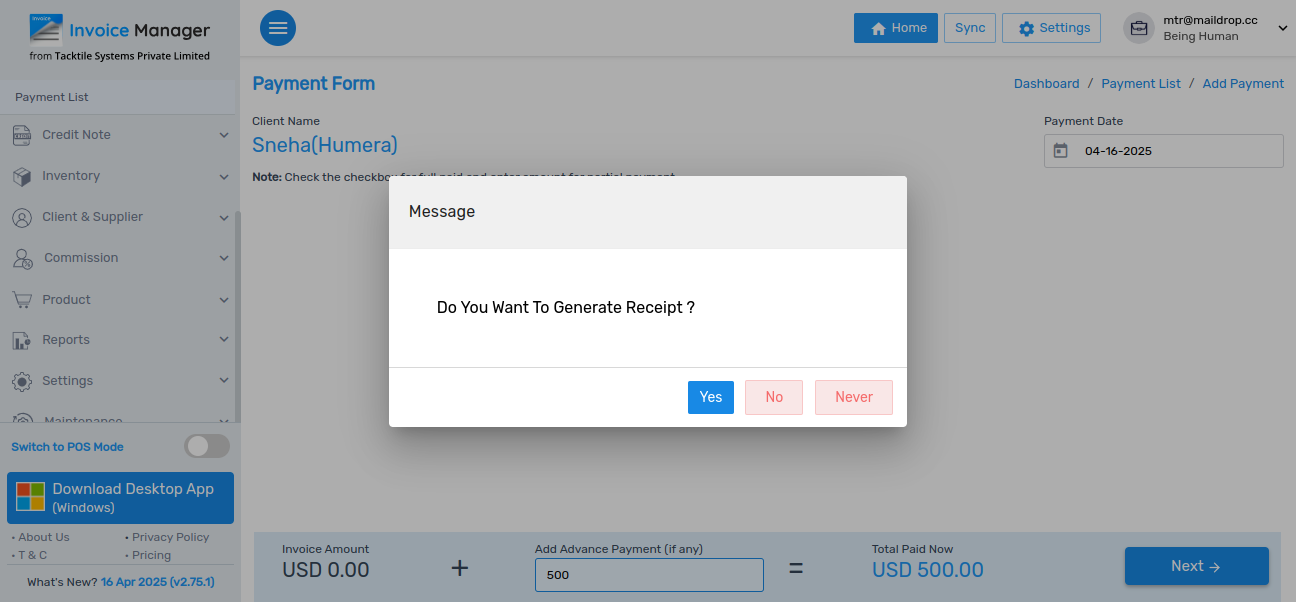 Invoice
Invoice Manager
from Tacktile Systems Private Limited
Home
Sync
Settings
mtr@maildrop.cc
Being Human
Payment List
Credit Note
Inventory
Client & Supplier
Commission
Product
Reports
Settings
Maintenance
Switch to POS Mode
Download Desktop App
(Windows)
• About Us
• Privacy Policy
• T & C
• Pricing
What's New? 16 Apr 2025 (v2.75.1)
Payment Form
Dashboard / Payment List / Add Payment
Client Name
Sneha(Humera)
Payment Date
04-16-2025
Note: Check the checkbox for full paid and enter amount for partial payment
Message
Do You Want To Generate Receipt ?
Yes
No
Never
Invoice Amount
USD 0.00
+
Add Advance Payment (if any)
500
=
Total Paid Now
USD 500.00
Next →